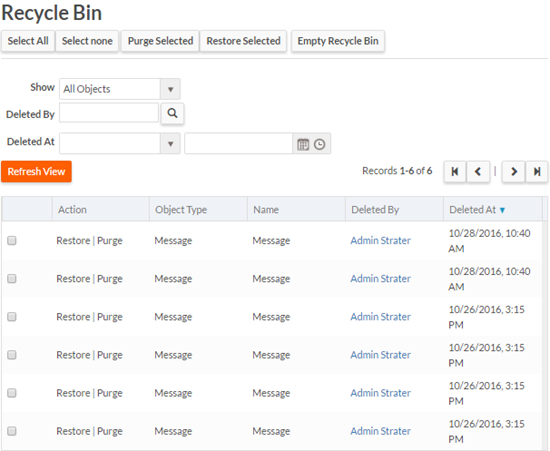 Recycle Bin
Select All Select none Purge Selected Restore Selected Empty Recycle Bin
Show All Objects
Deleted By
Deleted At
Refresh View Records 1-6 of 6
Action Object Type Name Deleted By Deleted At
Restore | Purge Message Message Admin Strater 10/28/2016, 10:40
AM
Restore | Purge Message Message Admin Strater 10/28/2016, 10:40
AM
Restore | Purge Message Message Admin Strater 10/26/2016, 3:15
PM
Restore | Purge Message Message Admin Strater 10/26/2016, 3:15
PM
Restore | Purge Message Message Admin Strater 10/26/2016, 3:15
PM
Restore | Purge Message Message Admin Strater 10/26/2016, 3:15
PM